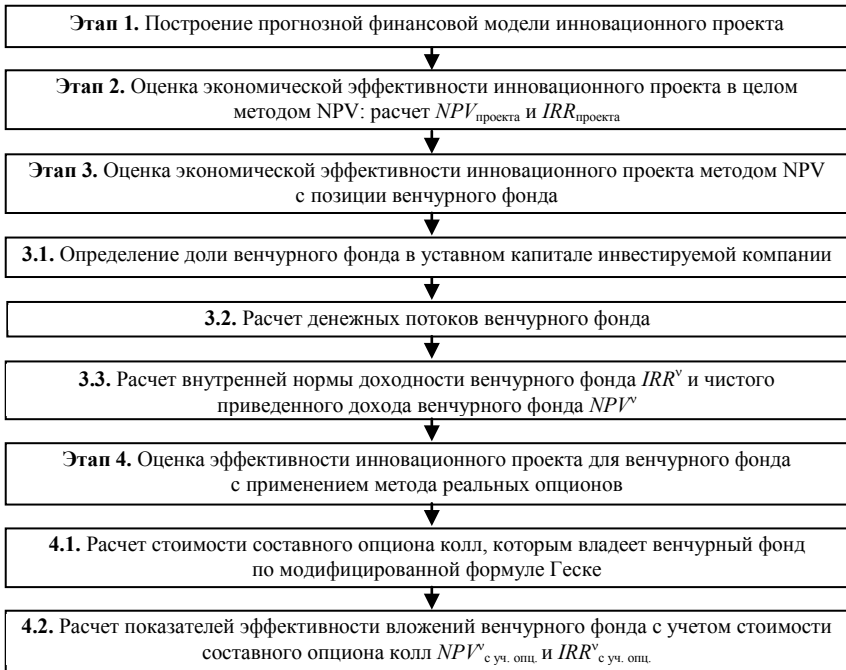 Этап 1. Построение прогнозной финансовой модели инновационного проекта
Этап 2. Оценка экономической эффективности инновационного проекта в целом
методом NPV: расчет NPVпроекта и IRRпроекта
Этап 3. Оценка экономической эффективности инновационного проекта методом NPV
с позиции венчурного фонда
3.1. Определение доли венчурного фонда в уставном капитале инвестируемой компании
3.2. Расчет денежных потоков венчурного фонда
3.3. Расчет внутренней нормы доходности венчурного фонда IRRᵛ и чистого
приведенного дохода венчурного фонда NPVᵛ
Этап 4. Оценка эффективности инновационного проекта для венчурного фонда
с применением метода реальных опционов
4.1. Расчет стоимости составного опциона колл, которым владеет венчурный фонд
по модифицированной формуле Геске
4.2. Расчет показателей эффективности вложений венчурного фонда с учетом стоимости
составного опциона колл NPVᵛс уч. опц. и IRRᵛс уч. опц.